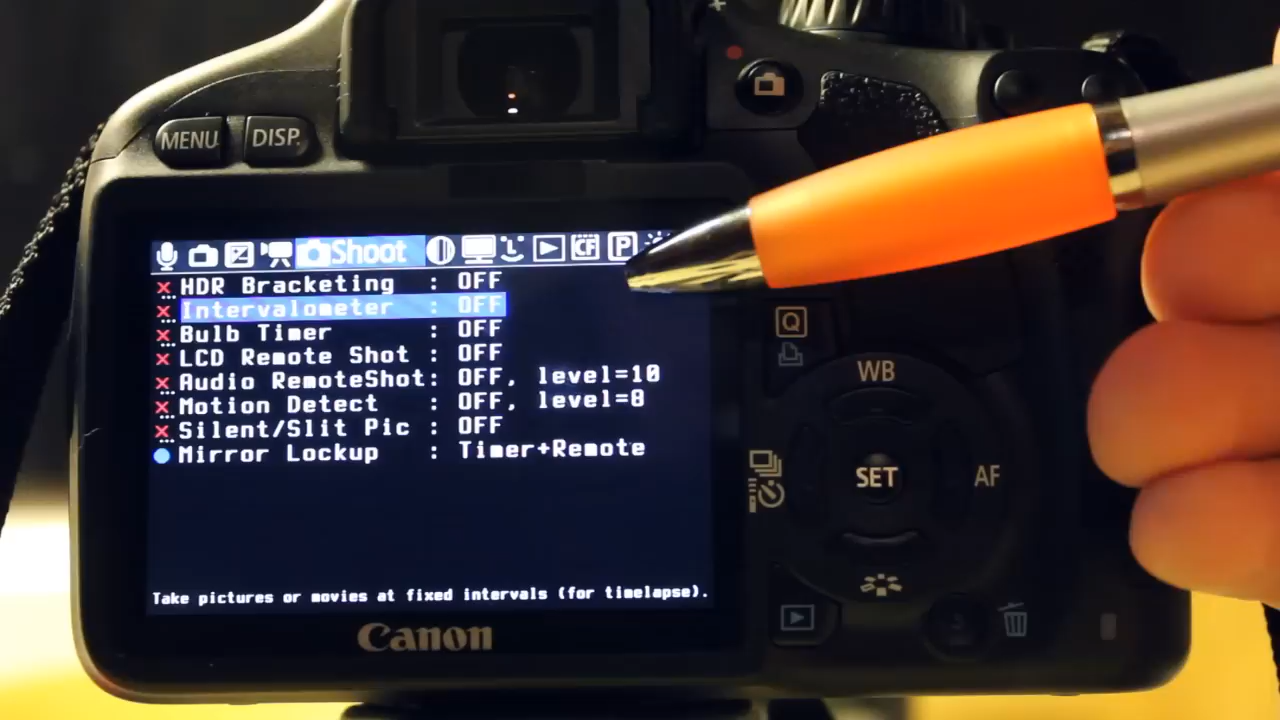 MENU DISP.
Shoot CF P
HDR Bracketing : OFF
Intervalometer : OFF
Bulb Timer : OFF
LCD Remote Shot : OFF
Audio RemoteShot: OFF, level=10
Motion Detect : OFF, level=8
Silent/Slit Pic : OFF
Mirror Lockup : Timer+Remote
Take pictures or movies at fixed intervals (for timelapse).
Canon
Q
WB
SET
AF